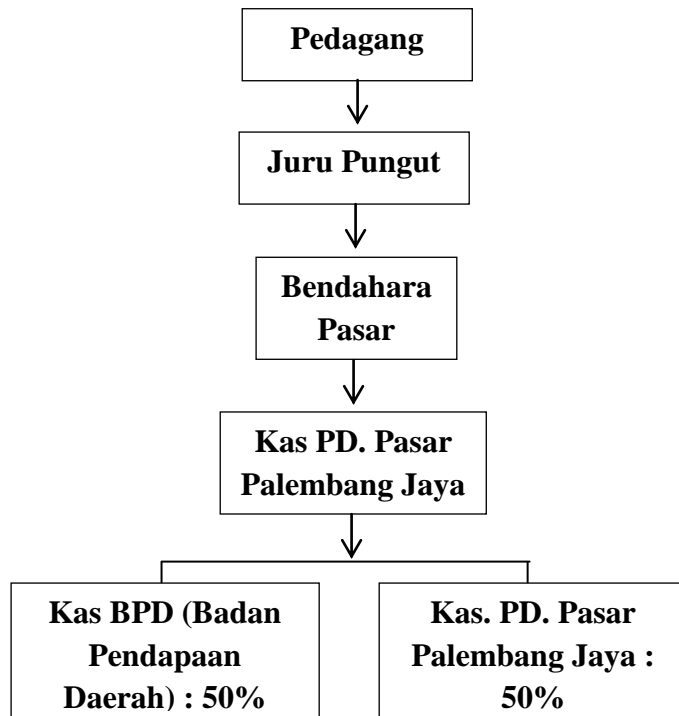 Pedagang
Juru Pungut
Bendahara
Pasar
Kas PD. Pasar
Palembang Jaya
Kas BPD (Badan
Pendapaan
Daerah) : 50%
Kas. PD. Pasar
Palembang Jaya :
50%